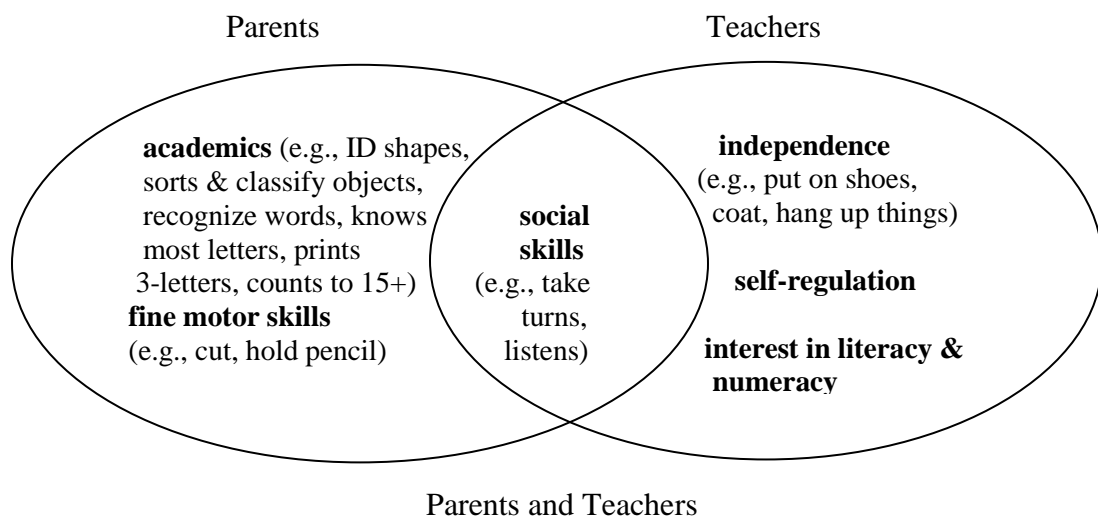 Parents
Teachers
academics (e.g., ID shapes,
sorts & classify objects,
recognize words, knows
most letters, prints
3-letters, counts to 15+)
fine motor skills
(e.g., cut, hold pencil)
social
skills
(e.g., take
turns,
listens)
independence
(e.g., put on shoes,
coat, hang up things)
self-regulation
interest in literacy &
numeracy
Parents and Teachers